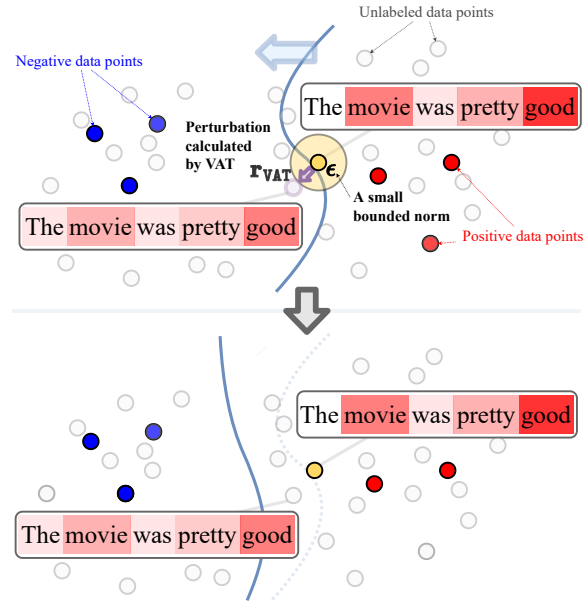 Unlabeled data points
Negative data points
The movie was pretty good
Perturbation
calculated
by VAT
r_VAT
ϵ
A small
bounded norm
The movie was pretty good
Positive data points
The movie was pretty good
The movie was pretty good